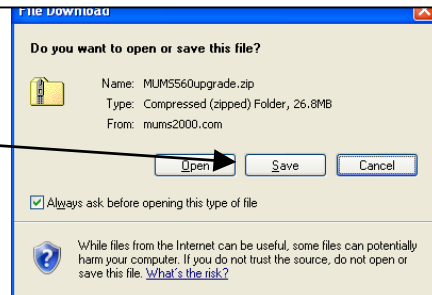 File Download
Do you want to open or save this file?
Name: MUMS560upgrade.zip
Type: Compressed (zipped) Folder, 26.8MB
From: mums2000.com
Open Save Cancel
Always ask before opening this type of file
While files from the Internet can be useful, some files can potentially
harm your computer. If you do not trust the source, do not open or
save this file. What's the risk?